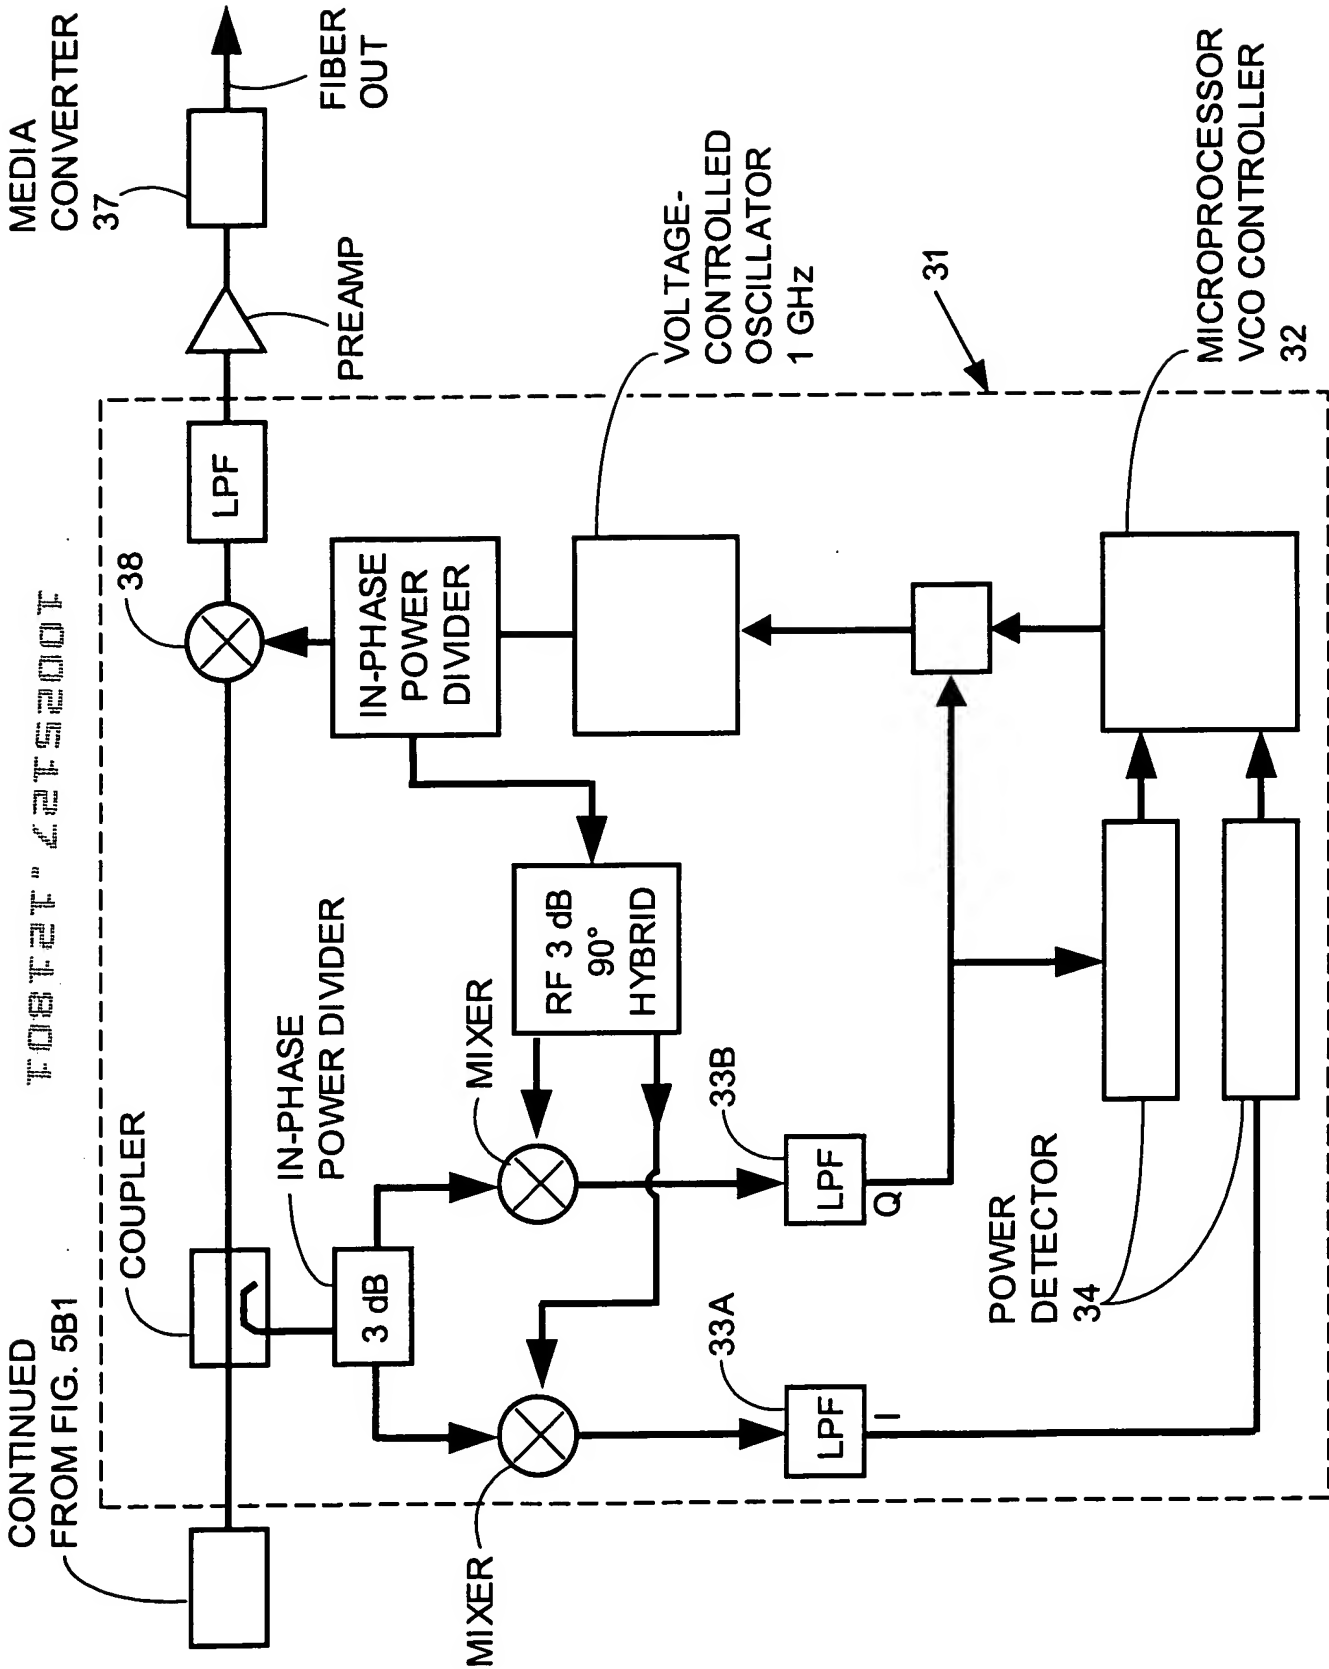 CONTINUED
FROM FIG. 5B1
COUPLER
MEDIA
CONVERTER
37
FIBER
OUT
PREAMP
LPF
38
IN-PHASE
POWER DIVIDER
3 dB
MIXER
MIXER
RF 3 dB
90°
HYBRID
IN-PHASE
POWER
DIVIDER
VOLTAGE-
CONTROLLED
OSCILLATOR
1 GHz
31
33A
LPF
I
33B
LPF
Q
POWER
DETECTOR
34
MICROPROCESSOR
VCO CONTROLLER
32